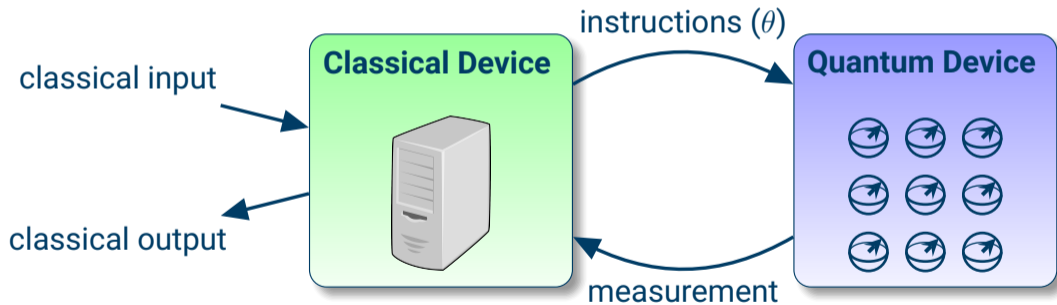 instructions (θ)
Classical Device
Quantum Device
classical input
classical output
measurement